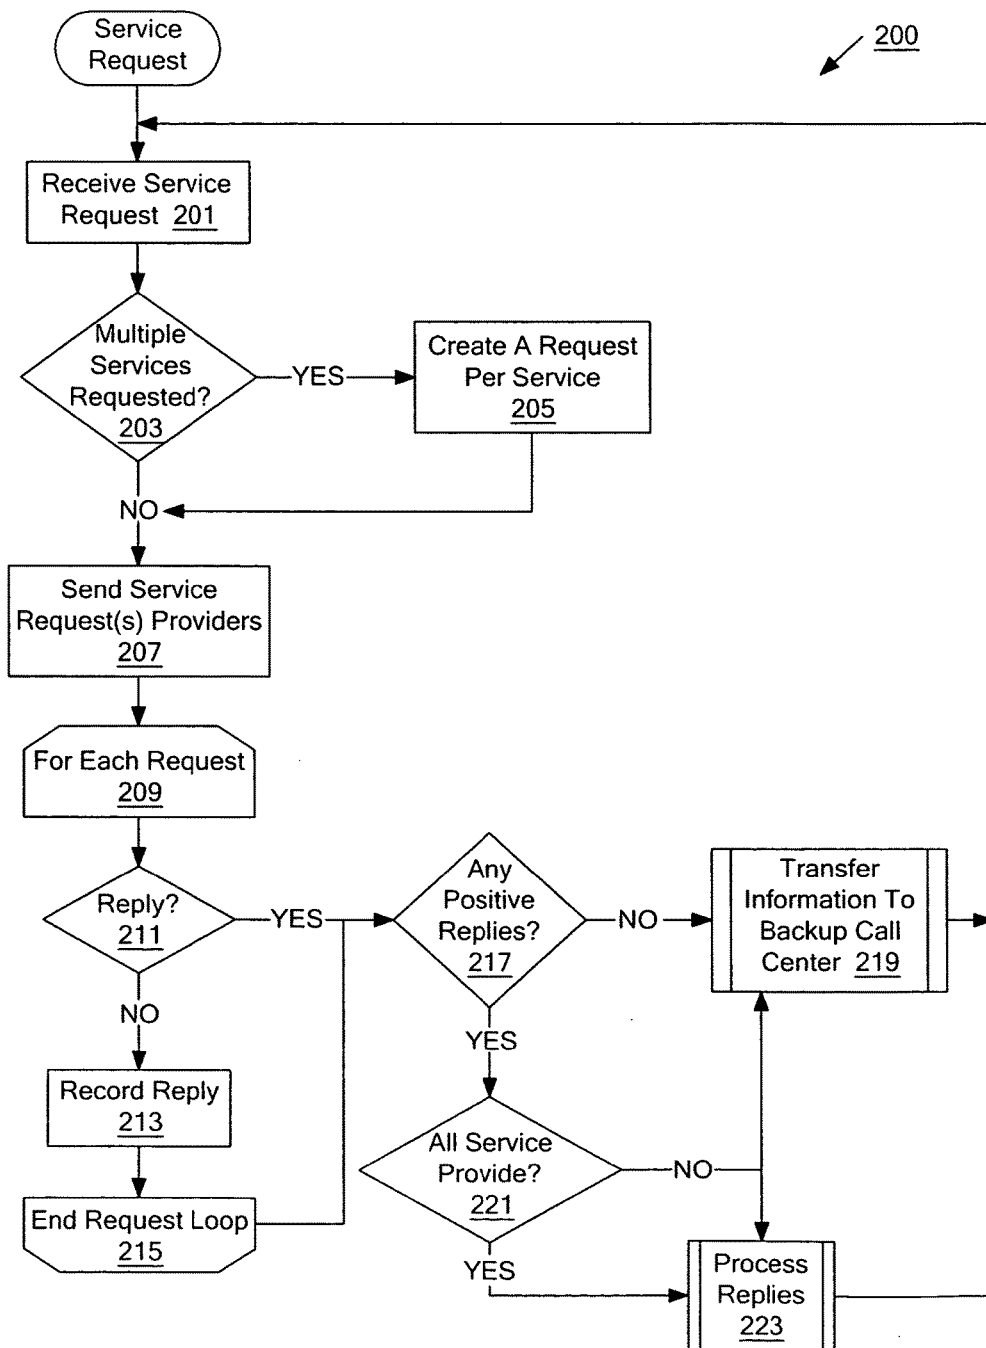 Service
Request
200
Receive Service
Request 201
Multiple
Services
Requested?
203
YES
Create A Request
Per Service
205
NO
Send Service
Request(s) Providers
207
For Each Request
209
Reply?
211
YES
NO
Record Reply
213
End Request Loop
215
Any
Positive
Replies?
217
NO
Transfer
Information To
Backup Call
Center 219
YES
All Service
Provide?
221
NO
YES
Process
Replies
223